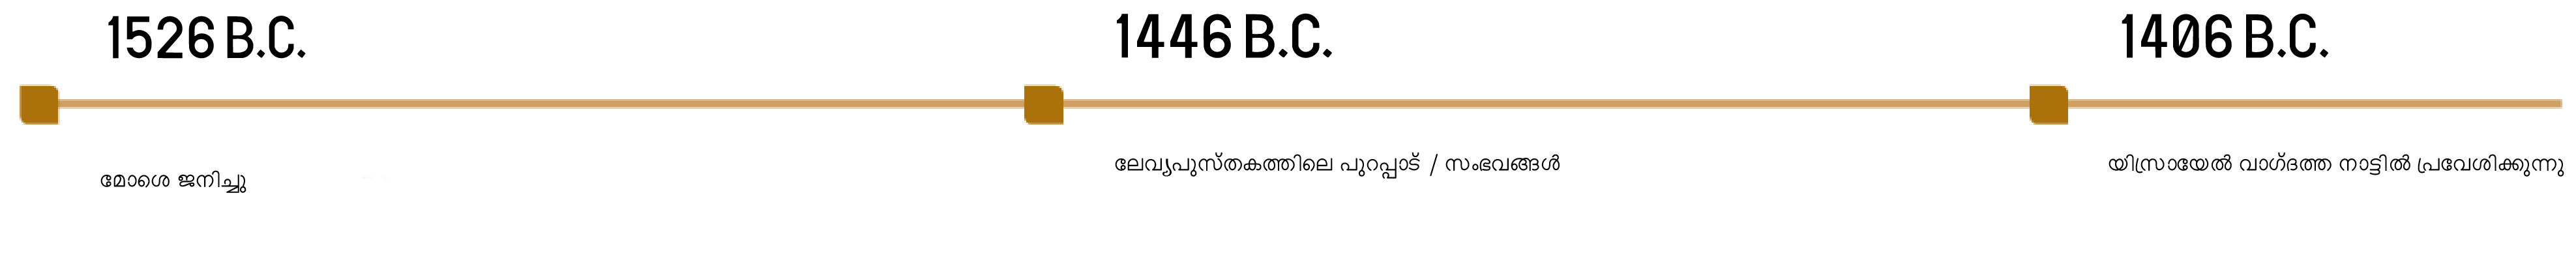 1526 B.C.
1446 B.C.
1406 B.C.
മോശെ ജനിച്ചു
ലേവ്യപുസ്തകത്തിലെ പുറപ്പാട് / സംഭവങ്ങൾ
യിസ്രായേൽ വാഗ്ദത്ത നാട്ടിൽ പ്രവേശിക്കുന്നു